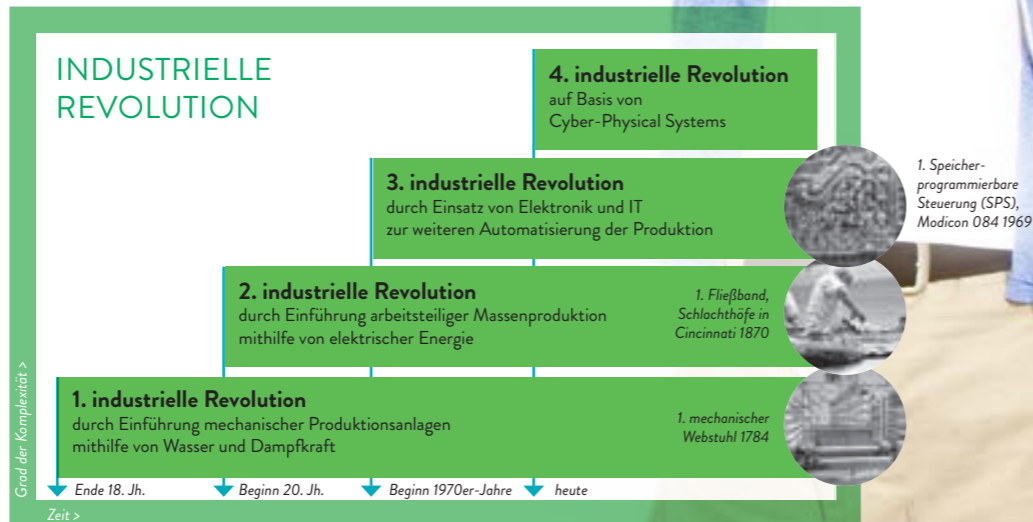 INDUSTRIELLE
REVOLUTION
4. industrielle Revolution
auf Basis von
Cyber-Physical Systems
3. industrielle Revolution
durch Einsatz von Elektronik und IT
zur weiteren Automatisierung der Produktion
1. Speicher-
programmierbare
Steuerung (SPS),
Modicon 084 1969
2. industrielle Revolution
durch Einführung arbeitsteiliger Massenproduktion
mithilfe von elektrischer Energie
1. Fließband,
Schlachthöfe in
Cincinnati 1870
1. industrielle Revolution
durch Einführung mechanischer Produktionsanlagen
mithilfe von Wasser und Dampfkraft
1. mechanischer
Webstuhl 1784
Grad der Komplexität >
Ende 18. Jh.
Beginn 20. Jh.
Beginn 1970er-Jahre
heute
Zeit >